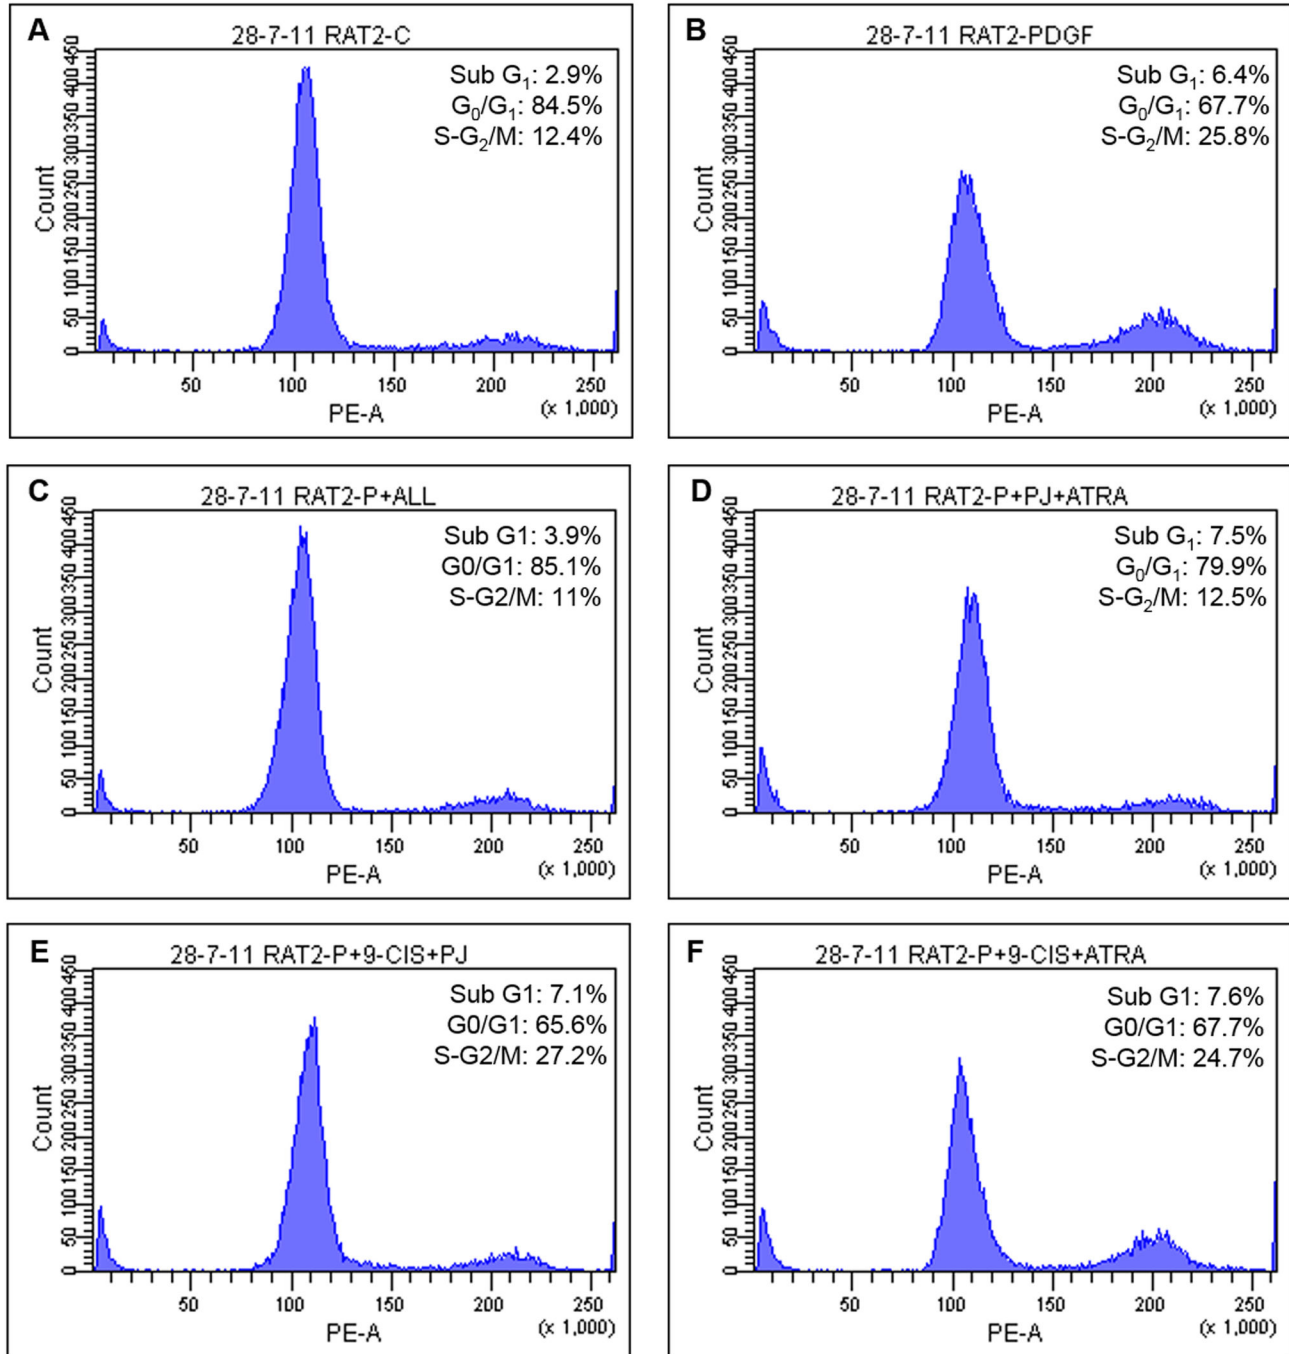 A
28-7-11 RAT2-C
Sub G₁: 2.9%
G₀/G₁: 84.5%
S-G₂/M: 12.4%
Count
0 50 100 150 200 250 300 350 400 450
50 100 150 200 250
(x 1,000)
PE-A
B
28-7-11 RAT2-PDGF
Sub G₁: 6.4%
G₀/G₁: 67.7%
S-G₂/M: 25.8%
Count
0 50 100 150 200 250 300 350 400 450
50 100 150 200 250
(x 1,000)
PE-A
C
28-7-11 RAT2-P+ALL
Sub G1: 3.9%
G0/G1: 85.1%
S-G2/M: 11%
Count
0 50 100 150 200 250 300 350 400 450
50 100 150 200 250
(x 1,000)
PE-A
D
28-7-11 RAT2-P+PJ+ATRA
Sub G₁: 7.5%
G₀/G₁: 79.9%
S-G₂/M: 12.5%
Count
0 50 100 150 200 250 300 350 400 450
50 100 150 200 250
(x 1,000)
PE-A
E
28-7-11 RAT2-P+9-CIS+PJ
Sub G1: 7.1%
G0/G1: 65.6%
S-G2/M: 27.2%
Count
0 50 100 150 200 250 300 350 400 450
50 100 150 200 250
(x 1,000)
PE-A
F
28-7-11 RAT2-P+9-CIS+ATRA
Sub G1: 7.6%
G0/G1: 67.7%
S-G2/M: 24.7%
Count
0 50 100 150 200 250 300 350 400 450
50 100 150 200 250
(x 1,000)
PE-A